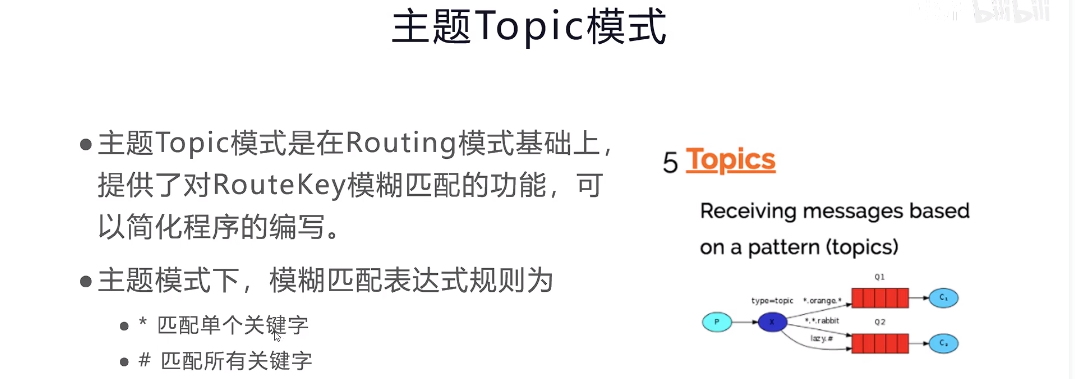 主题Topic模式
●主题Topic模式是在Routing模式基础上，
提供了对RouteKey模糊匹配的功能，可
以简化程序的编写。
●主题模式下，模糊匹配表达式规则为
● * 匹配单个关键字
● # 匹配所有关键字
5 Topics
Receiving messages based
on a pattern (topics)
P
type=topic
X
*.orange.*
*.*.rabbit
lazy.#
Q1
Q2
C₁
C₂
bilibili